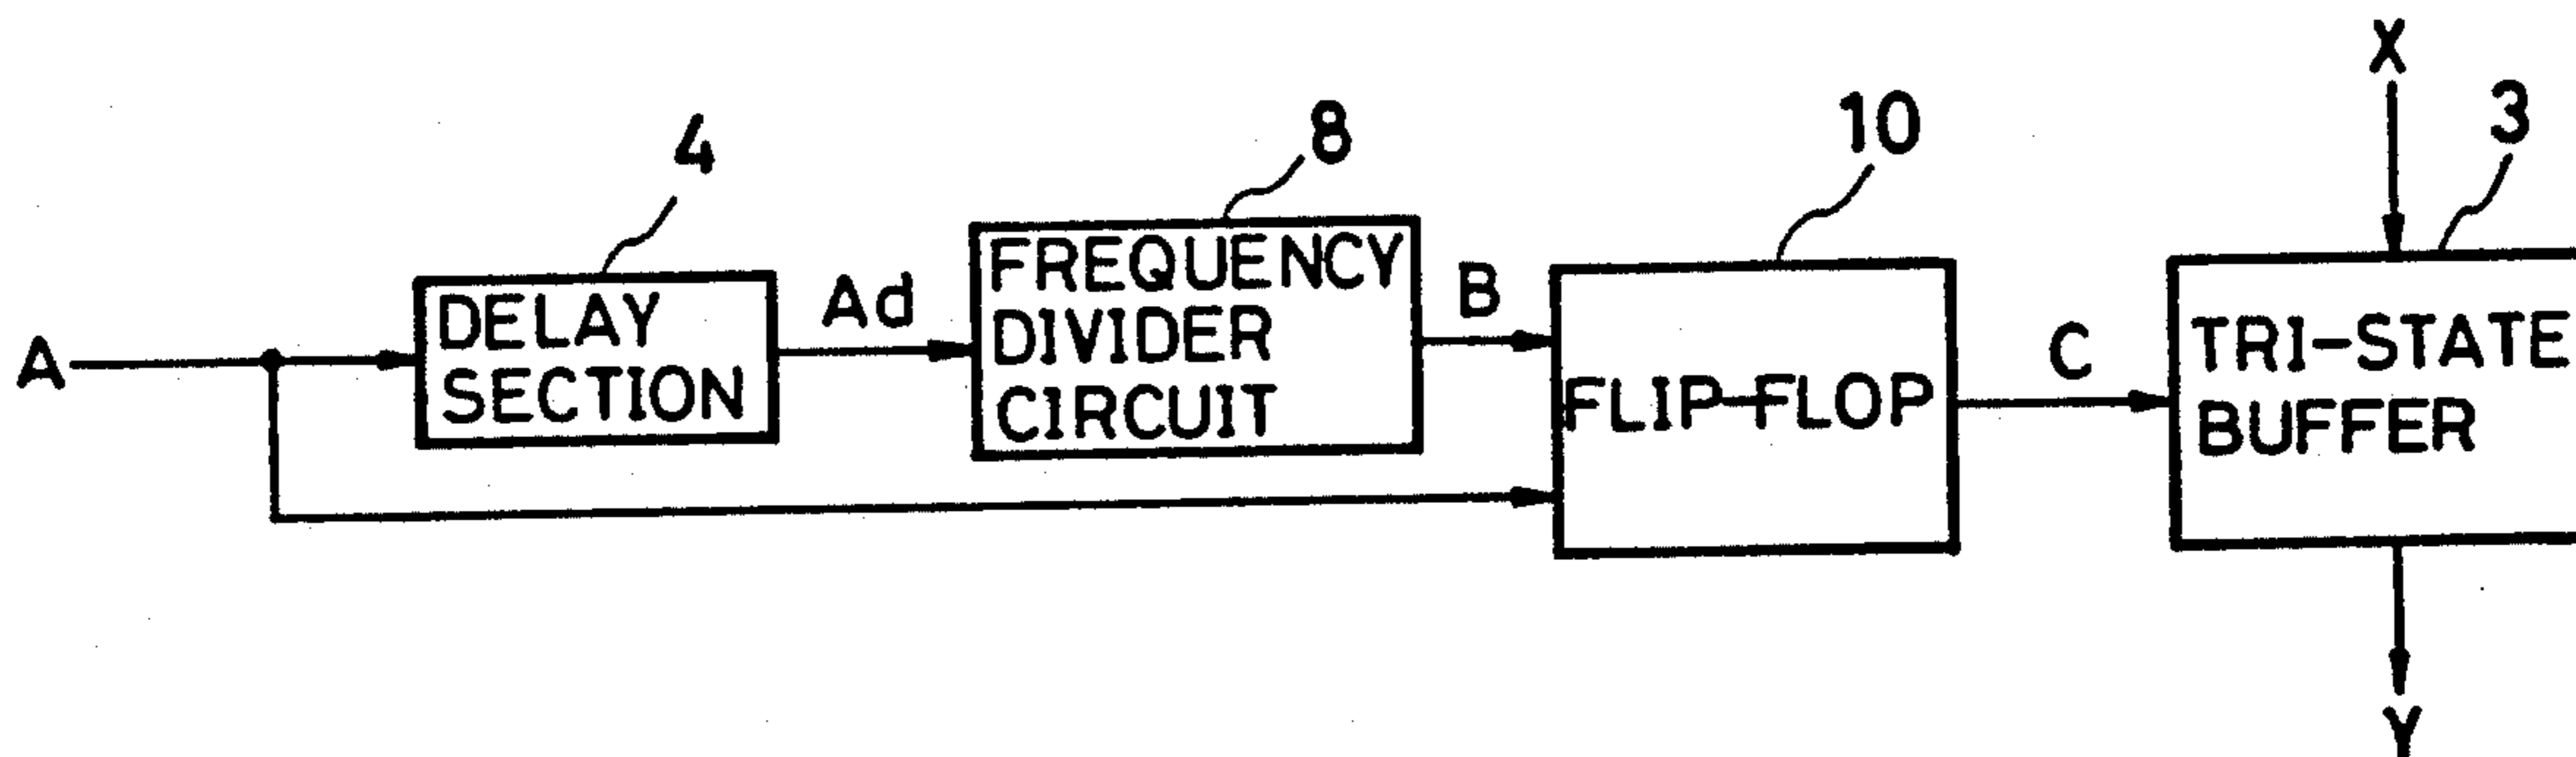 X
3
10
8
4
A
DELAY
SECTION
Ad
FREQUENCY
DIVIDER
CIRCUIT
B
FLIP-FLOP
C
TRI-STATE
BUFFER
Y